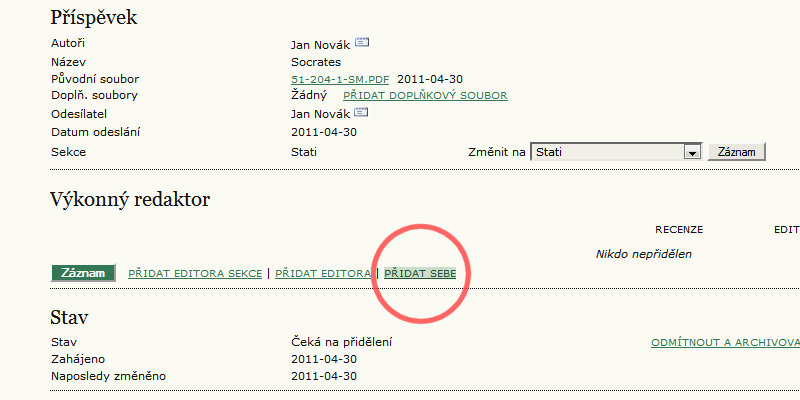 Příspěvek
Autoři Jan Novák
Název Socrates
Původní soubor 51-204-1-SM.PDF 2011-04-30
Doplň. soubory Žádný PŘIDAT DOPLŇKOVÝ SOUBOR
Odesílatel Jan Novák
Datum odeslání 2011-04-30
Sekce Stati Změnit na Stati Záznam
Výkonný redaktor
RECENZE EDIT
Nikdo nepřidělen
Záznam PŘIDAT EDITORA SEKCE | PŘIDAT EDITORA | PŘIDAT SEBE
Stav
Stav Čeká na přidělení ODMÍTNOUT A ARCHIVOVA
Zahájeno 2011-04-30
Naposledy změněno 2011-04-30